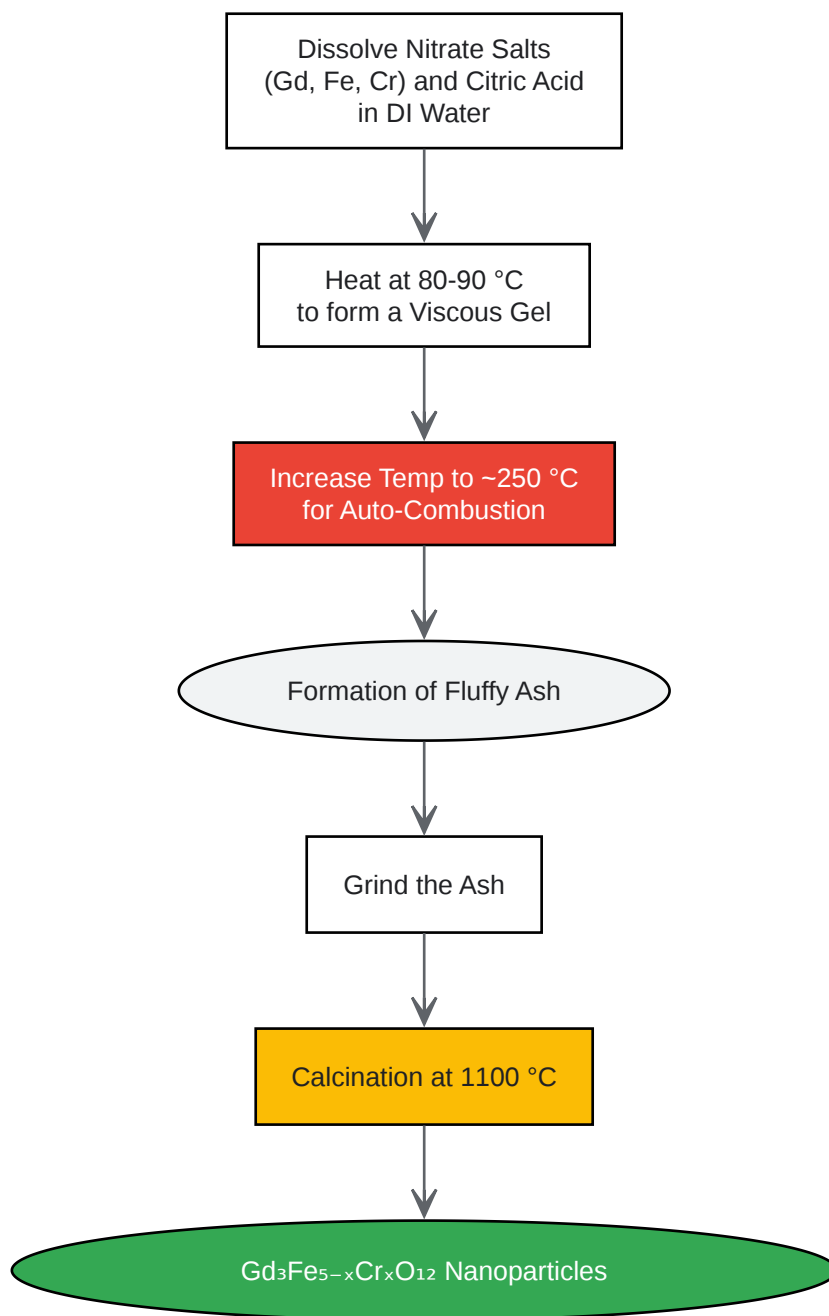 Dissolve Nitrate Salts
(Gd, Fe, Cr) and Citric Acid
in DI Water
Heat at 80-90 °C
to form a Viscous Gel
Increase Temp to ~250 °C
for Auto-Combustion
Formation of Fluffy Ash
Grind the Ash
Calcination at 1100 °C
Gd₃Fe₅₋ₓCrₓO₁₂ Nanoparticles